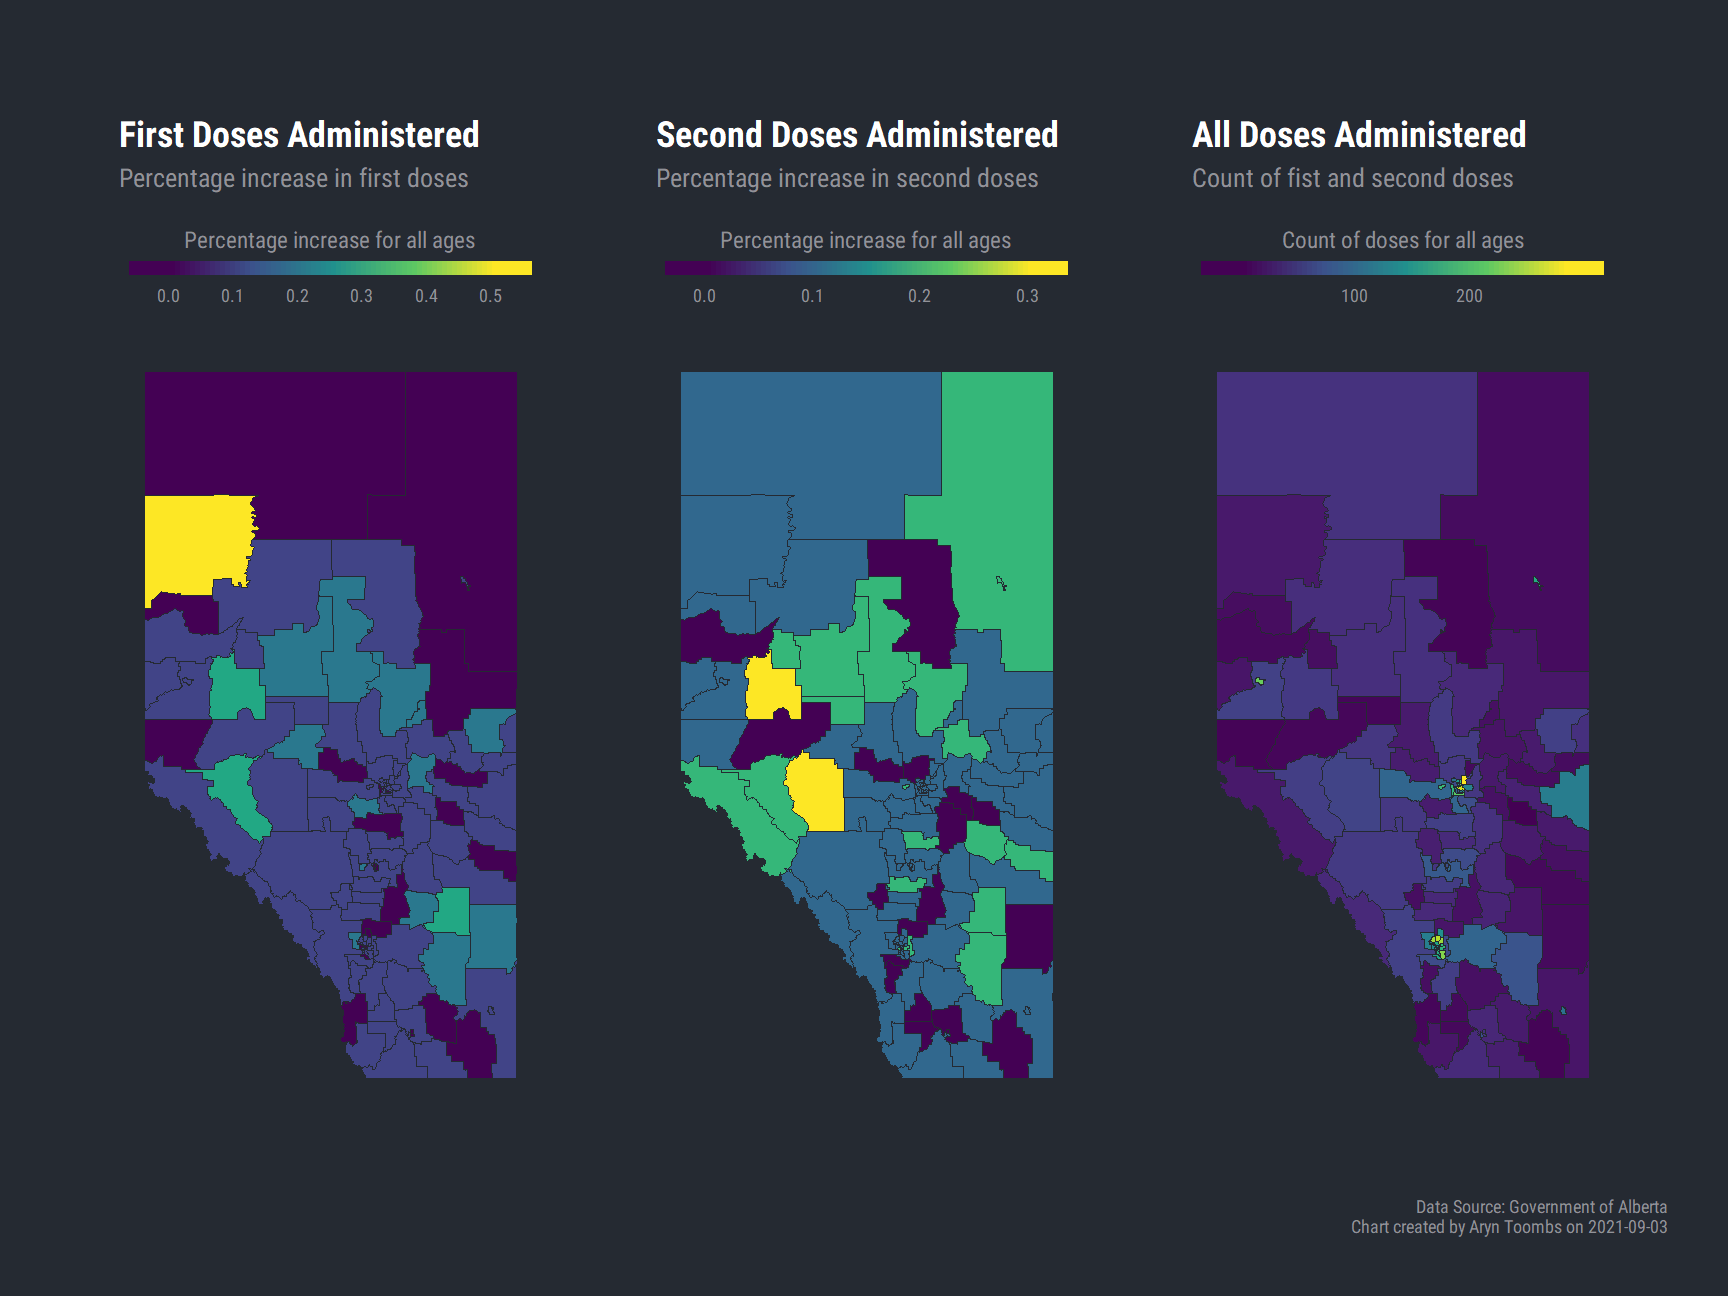 First Doses Administered
Percentage increase in first doses
Percentage increase for all ages
0.0 0.1 0.2 0.3 0.4 0.5
Second Doses Administered
Percentage increase in second doses
Percentage increase for all ages
0.0 0.1 0.2 0.3
All Doses Administered
Count of fist and second doses
Count of doses for all ages
100 200
Data Source: Government of Alberta
Chart created by Aryn Toombs on 2021-09-03